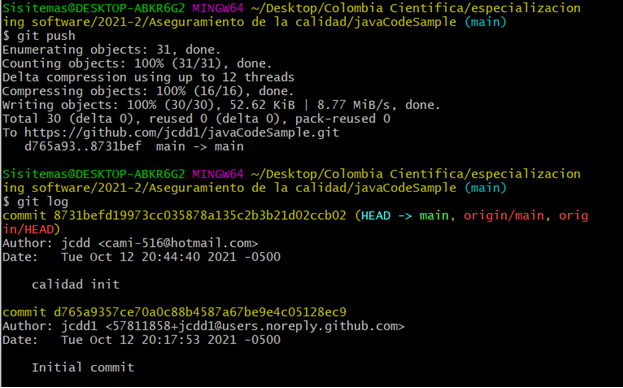 Sisitemas@DESKTOP-ABKR6G2 MINGW64 ~/Desktop/Colombia Cientifica/especializacion
ing software/2021-2/Aseguramiento de la calidad/javaCodeSample (main)
$ git push
Enumerating objects: 31, done.
Counting objects: 100% (31/31), done.
Delta compression using up to 12 threads
Compressing objects: 100% (16/16), done.
Writing objects: 100% (30/30), 52.62 KiB | 8.77 MiB/s, done.
Total 30 (delta 0), reused 0 (delta 0), pack-reused 0
To https://github.com/jcdd1/javaCodeSample.git
   d765a93..8731bef  main -> main
Sisitemas@DESKTOP-ABKR6G2 MINGW64 ~/Desktop/Colombia Cientifica/especializacion
ing software/2021-2/Aseguramiento de la calidad/javaCodeSample (main)
$ git log
commit 8731befd19973cc035878a135c2b3b21d02ccb02 (HEAD -> main, origin/main, orig
in/HEAD)
Author: jcdd <cami-516@hotmail.com>
Date:   Tue Oct 12 20:44:40 2021 -0500
    calidad init
commit d765a9357ce70a0c88b4587a67be9e4c05128ec9
Author: jcdd1 <57811858+jcdd1@users.noreply.github.com>
Date:   Tue Oct 12 20:17:53 2021 -0500
    Initial commit